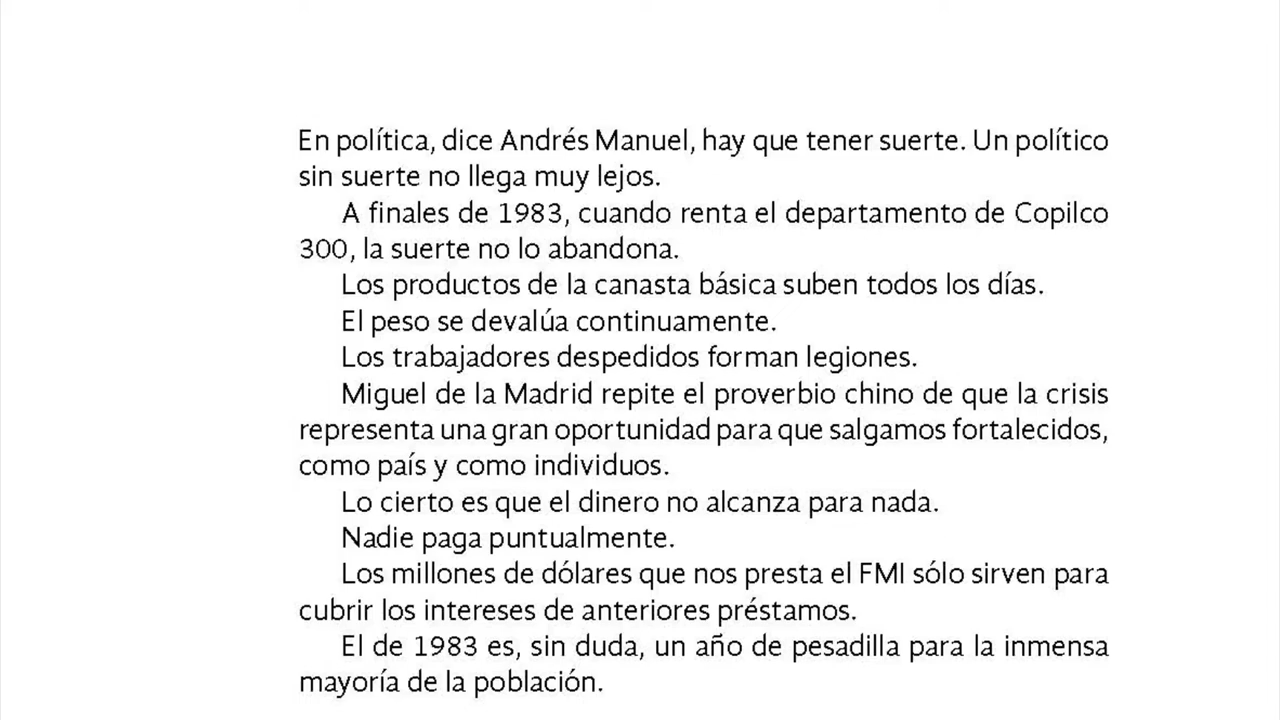 En política, dice Andrés Manuel, hay que tener suerte. Un político
sin suerte no llega muy lejos.
A finales de 1983, cuando renta el departamento de Copilco
300, la suerte no lo abandona.
Los productos de la canasta básica suben todos los días.
El peso se devalúa continuamente.
Los trabajadores despedidos forman legiones.
Miguel de la Madrid repite el proverbio chino de que la crisis
representa una gran oportunidad para que salgamos fortalecidos,
como país y como individuos.
Lo cierto es que el dinero no alcanza para nada.
Nadie paga puntualmente.
Los millones de dólares que nos presta el FMI sólo sirven para
cubrir los intereses de anteriores préstamos.
El de 1983 es, sin duda, un año de pesadilla para la inmensa
mayoría de la población.